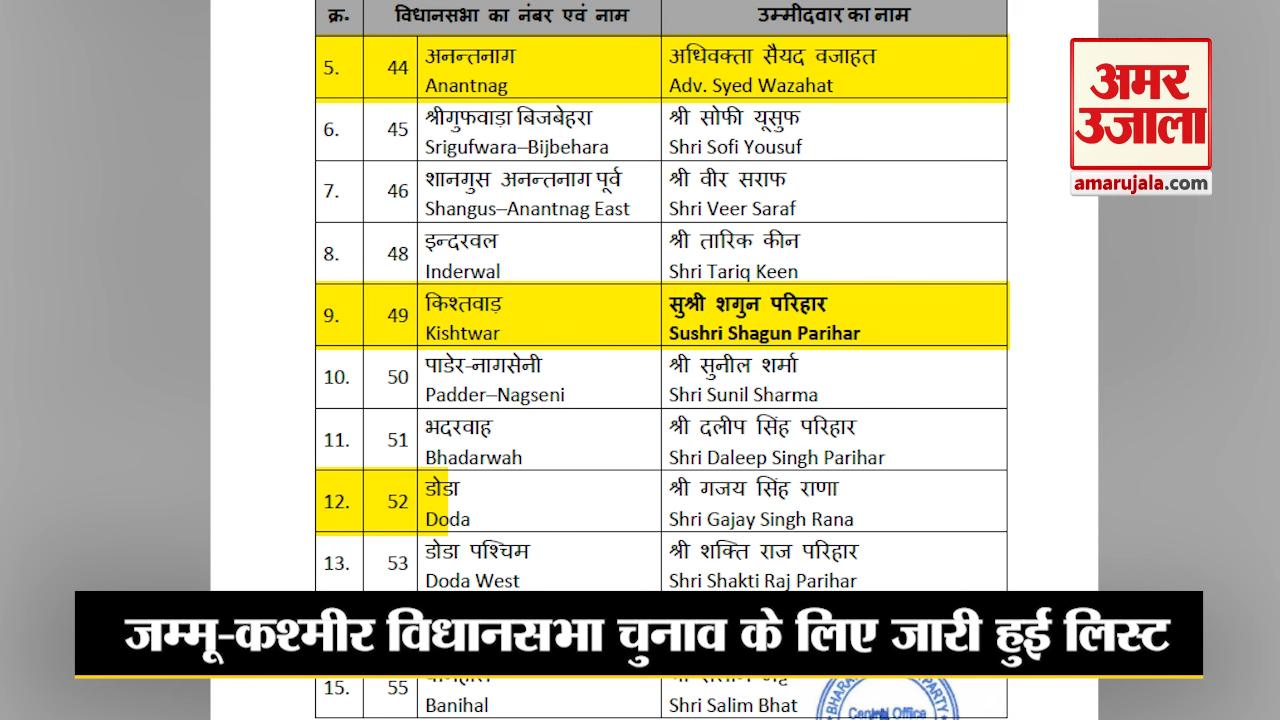 क्र. विधानसभा का नंबर एवं नाम उम्मीदवार का नाम
5. 44 अनन्तनाग अधिवक्ता सैयद वजाहत
Anantnag Adv. Syed Wazahat
6. 45 श्रीगुफवाड़ा बिजबेहरा श्री सोफी यूसुफ
Srigufwara–Bijbehara Shri Sofi Yousuf
7. 46 शानगुस अनन्तनाग पूर्व श्री वीर सराफ
Shangus–Anantnag East Shri Veer Saraf
8. 48 इन्दरवल श्री तारिक कीन
Inderwal Shri Tariq Keen
9. 49 किश्तवाड़ सुश्री शगुन परिहार
Kishtwar Sushri Shagun Parihar
10. 50 पाडेर-नागसेनी श्री सुनील शर्मा
Padder–Nagseni Shri Sunil Sharma
11. 51 भदरवाह श्री दलीप सिंह परिहार
Bhadarwah Shri Daleep Singh Parihar
12. 52 डोडा श्री गजय सिंह राणा
Doda Shri Gajay Singh Rana
13. 53 डोडा पश्चिम श्री शक्ति राज परिहार
Doda West Shri Shakti Raj Parihar
15. 55
Banihal Shri Salim Bhat
अमर
उजाला
amarujala.com
जम्मू-कश्मीर विधानसभा चुनाव के लिए जारी हुई लिस्ट
Central Office